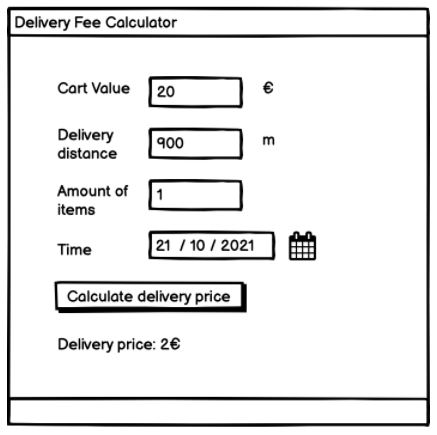 Delivery Fee Calculator
Cart Value 20 €
Delivery
distance 900 m
Amount of
items 1
Time 21 / 10 / 2021
Calculate delivery price
Delivery price: 2€